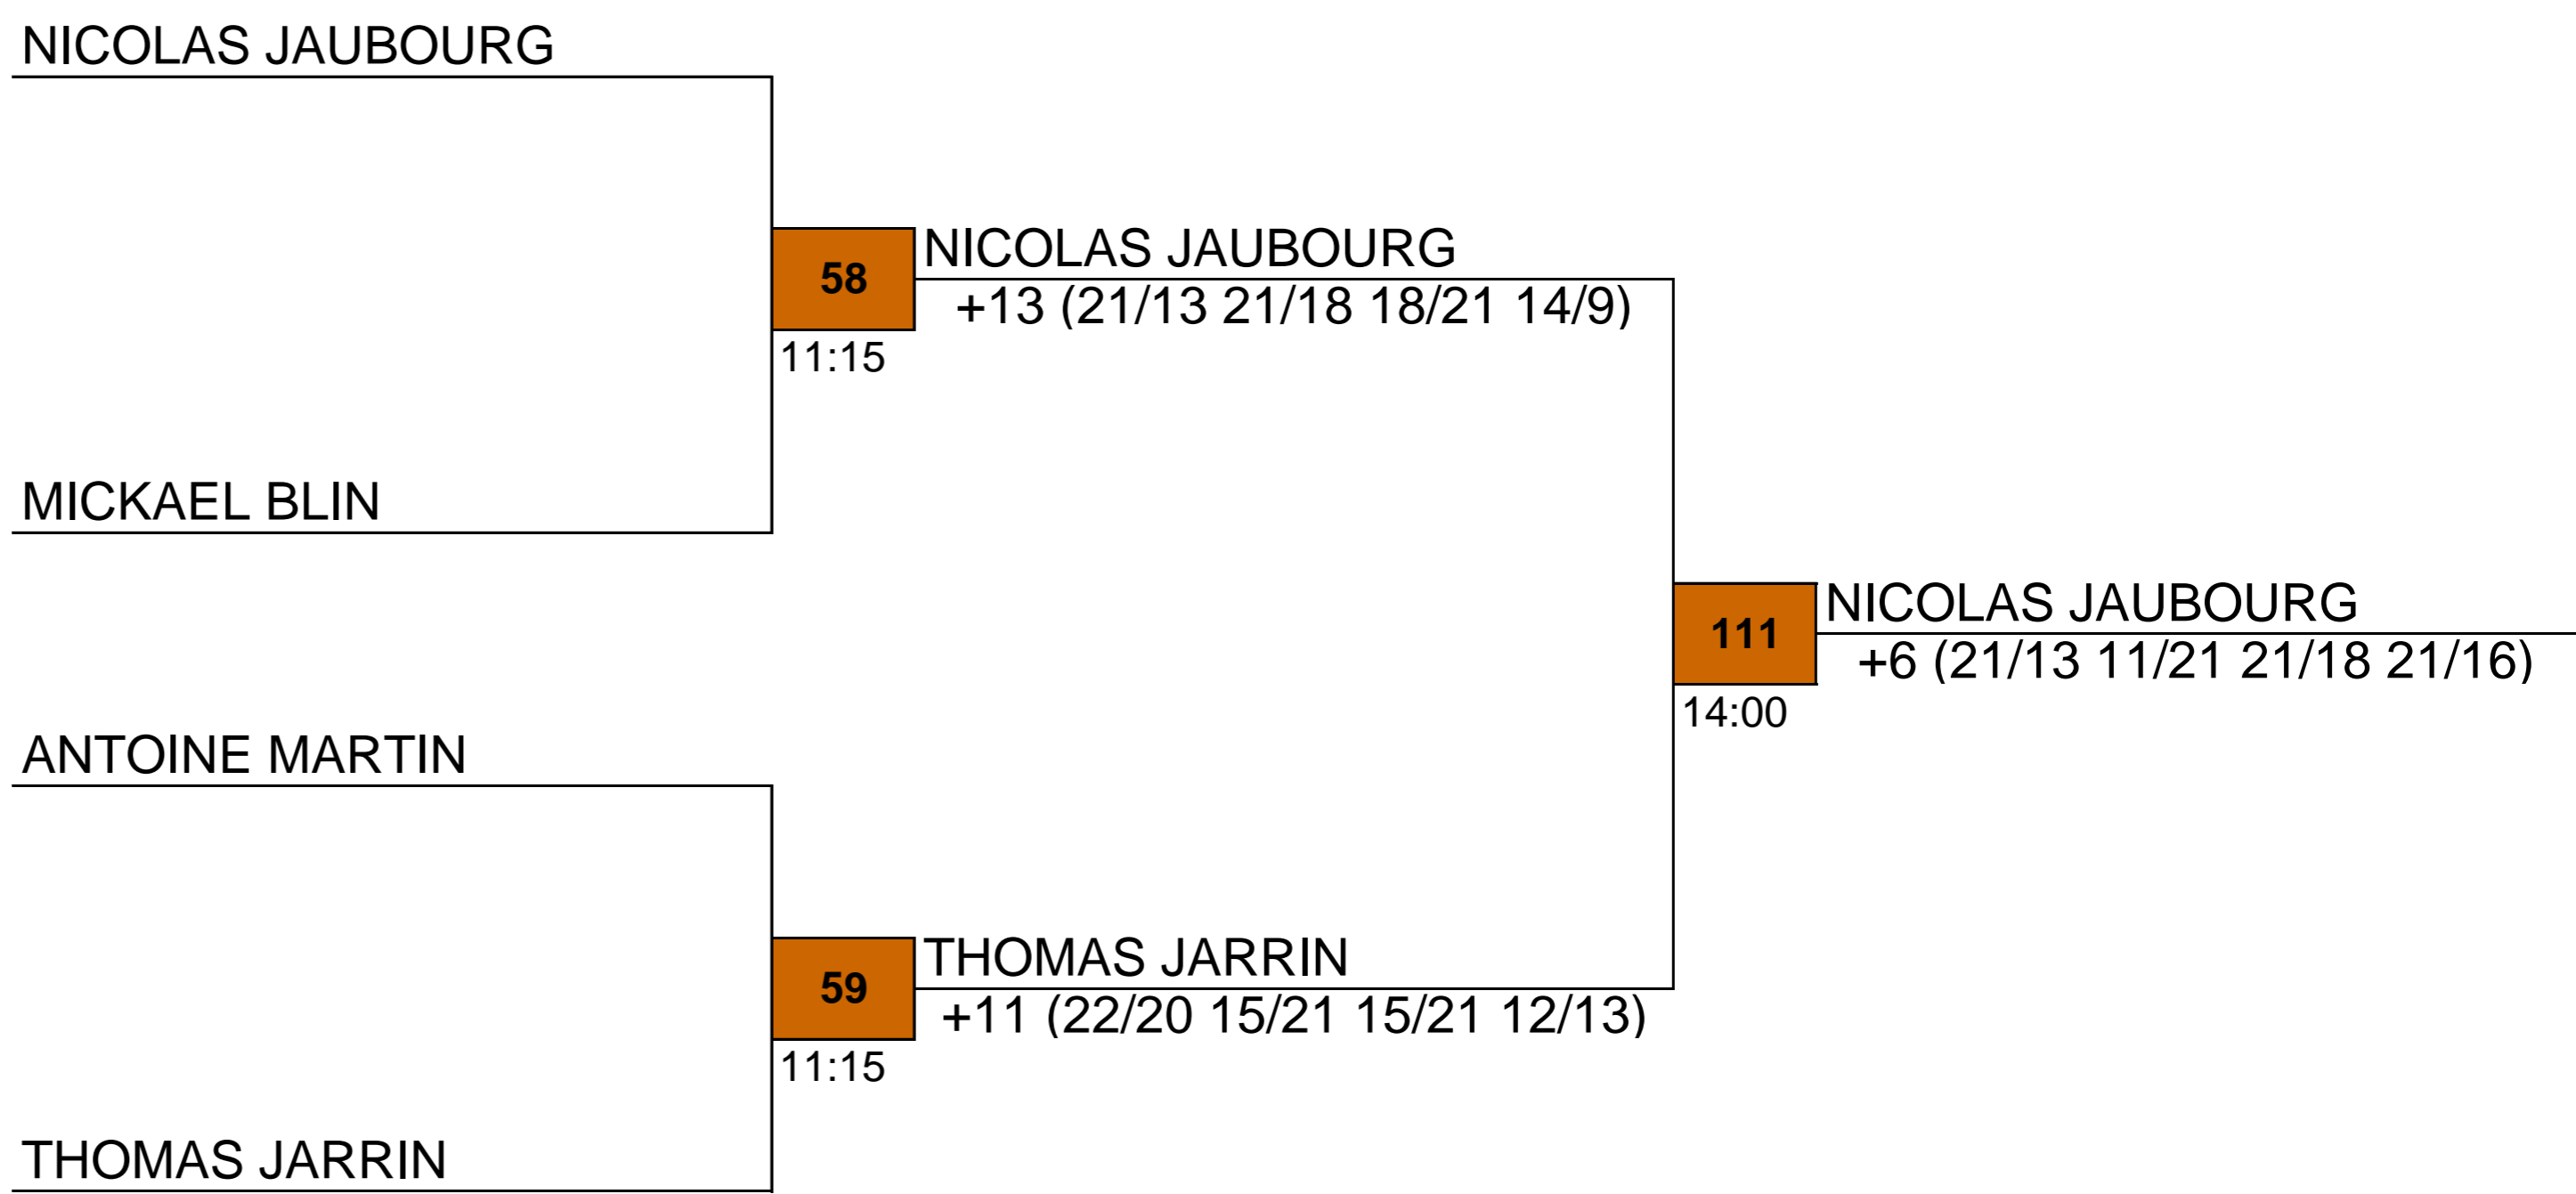 NICOLAS JAUBOURG
58
NICOLAS JAUBOURG
+13 (21/13 21/18 18/21 14/9)
11:15
MICKAEL BLIN
111
NICOLAS JAUBOURG
+6 (21/13 11/21 21/18 21/16)
14:00
ANTOINE MARTIN
59
THOMAS JARRIN
+11 (22/20 15/21 15/21 12/13)
11:15
THOMAS JARRIN